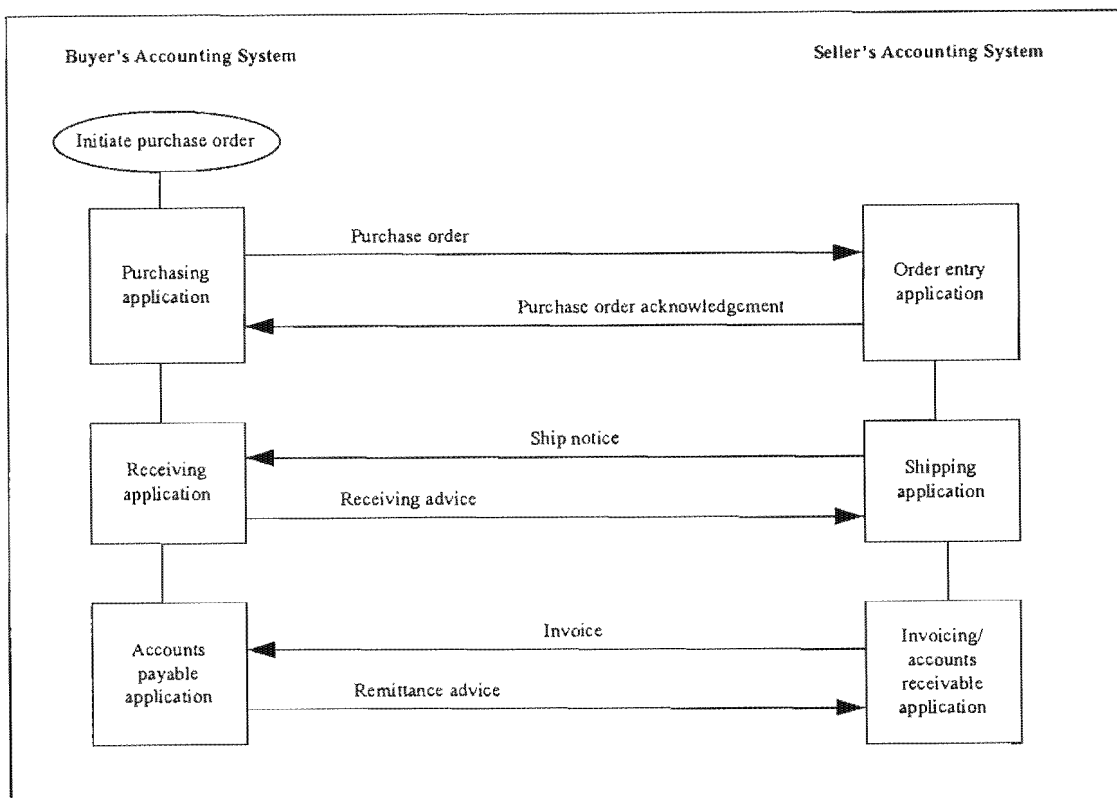 Buyer's Accounting System
Seller's Accounting System
Initiate purchase order
Purchasing
application
Purchase order
Purchase order acknowledgement
Order entry
application
Receiving
application
Ship notice
Receiving advice
Shipping
application
Accounts
payable
application
Invoice
Remittance advice
Invoicing/
accounts
receivable
application